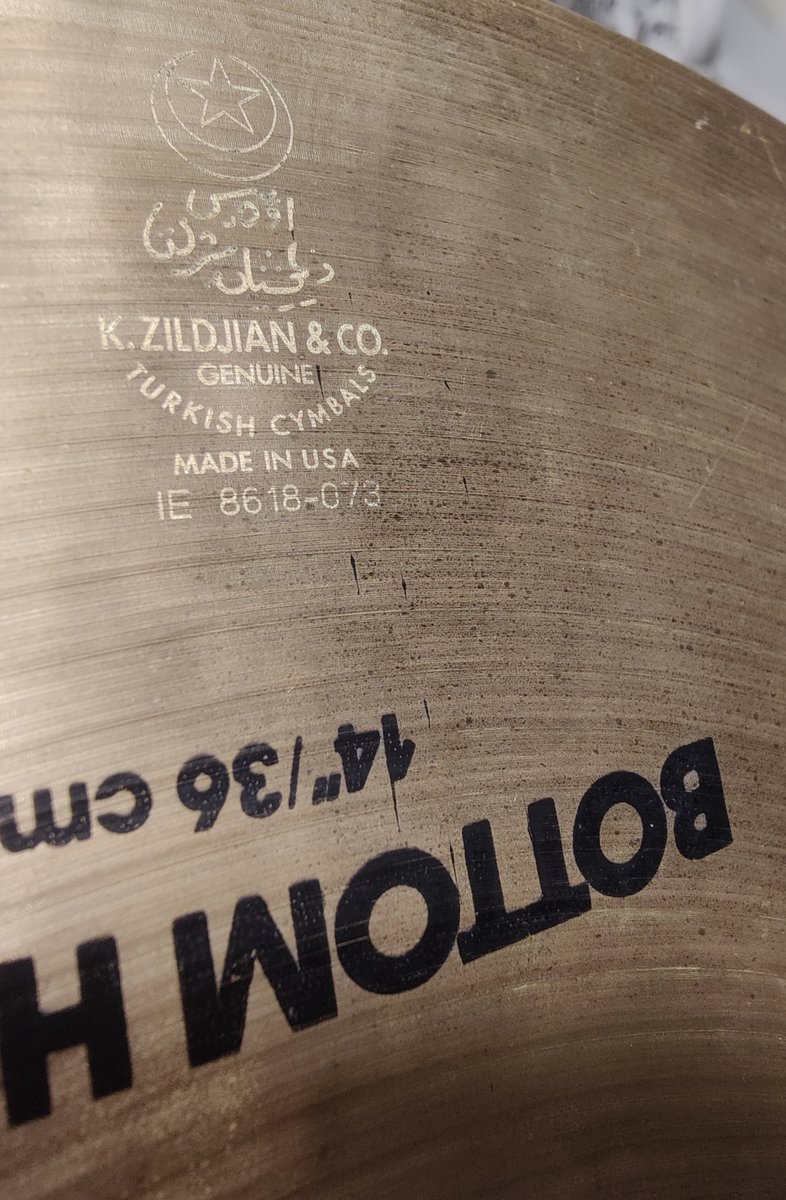 K. ZILDJIAN & CO.
GENUINE
TURKISH CYMBALS
MADE IN USA
IE 8618-073
BOTTOM H
14"/36 cm